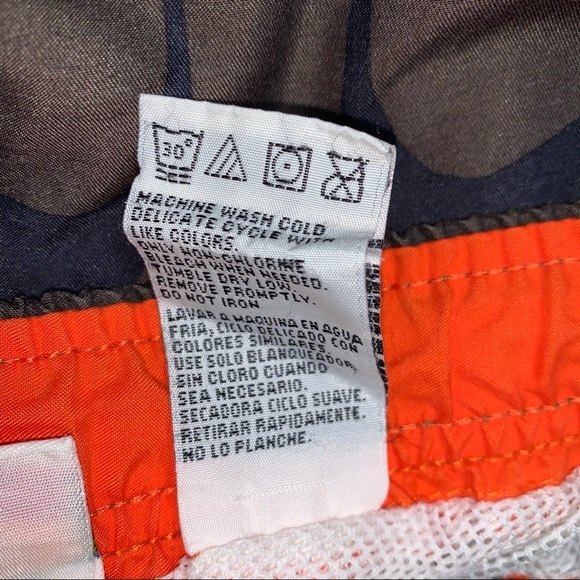 30°
MACHINE WASH COLD
DELICATE CYCLE WITH
LIKE COLORS.
ONLY NON-CHLORINE
BLEACH WHEN NEEDED.
TUMBLE DRY LOW.
REMOVE PROMPTLY.
DO NOT IRON
LAVAR A MAQUINA EN AGUA
FRIA, CICLO DELICADO CON
COLORES SIMILARES.
USE SOLO BLANQUEADOR
SIN CLORO CUANDO
SEA NECESARIO.
SECADORA CICLO SUAVE.
RETIRAR RAPIDAMENTE.
NO LO PLANCHE.